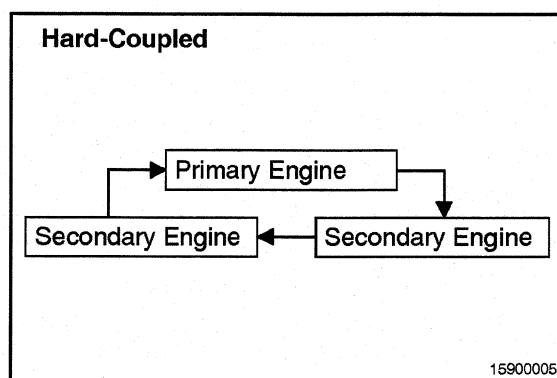 Hard-Coupled
Primary Engine
Secondary Engine
Secondary Engine
15900005